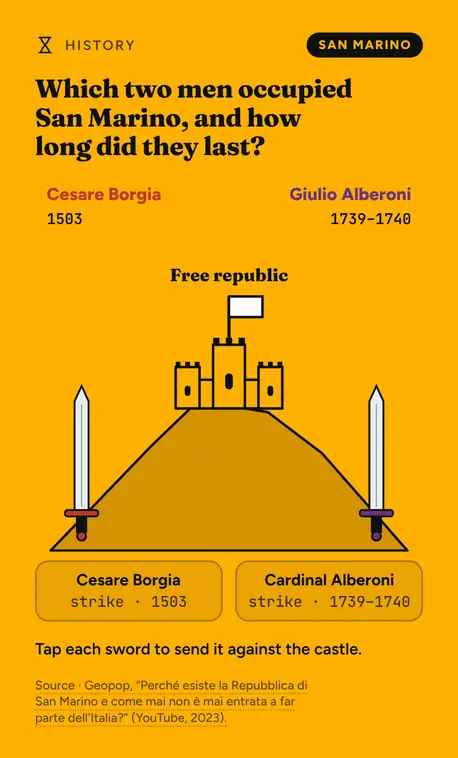 HISTORY
SAN MARINO
Which two men occupied
San Marino, and how
long did they last?
Cesare Borgia
Giulio Alberoni
1503
1739–1740
Free republic
Cesare Borgia
strike · 1503
Cardinal Alberoni
strike · 1739–1740
Tap each sword to send it against the castle.
Source · Geopop, “Perché esiste la Repubblica di
San Marino e come mai non è mai entrata a far
parte dell'Italia?” (YouTube, 2023).